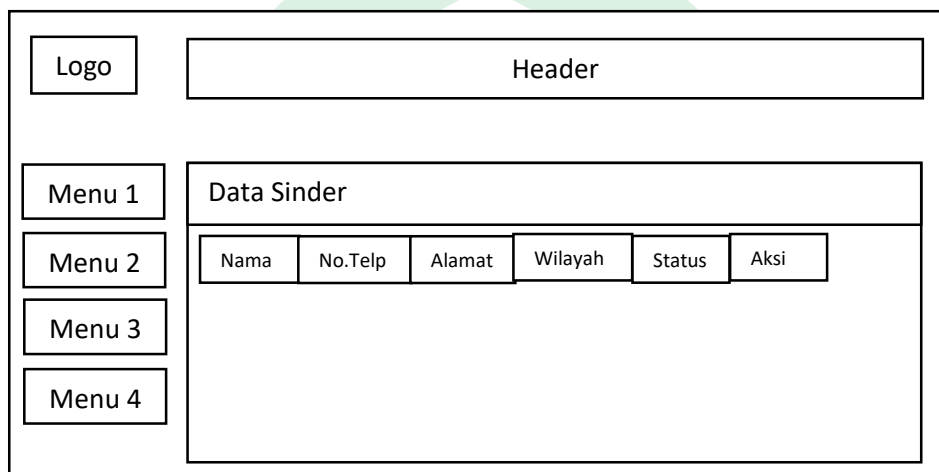 Logo
Header
Menu 1
Data Sinder
Menu 2
Nama No.Telp Alamat Wilayah Status Aksi
Menu 3
Menu 4